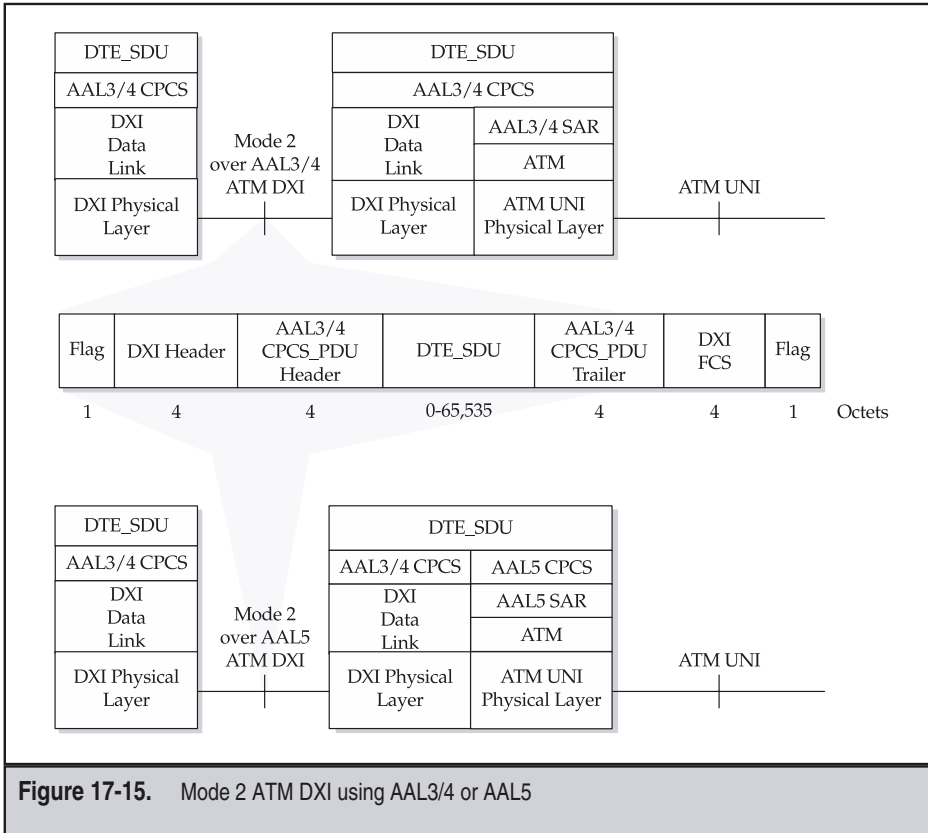 DTE_SDU
AAL3/4 CPCS
DXI
Data
Link
DXI Physical
Layer
Mode 2
over AAL3/4
ATM DXI
DTE_SDU
AAL3/4 CPCS
DXI
Data
Link
AAL3/4 SAR
ATM
DXI Physical
Layer
ATM UNI
Physical Layer
ATM UNI
Flag
DXI Header
AAL3/4
CPCS_PDU
Header
DTE_SDU
AAL3/4
CPCS_PDU
Trailer
DXI
FCS
Flag
1 4 4 0-65,535 4 4 1 Octets
DTE_SDU
AAL3/4 CPCS
DXI
Data
Link
DXI Physical
Layer
Mode 2
over AAL5
ATM DXI
DTE_SDU
AAL3/4 CPCS
AAL5 CPCS
DXI
Data
Link
AAL5 SAR
ATM
DXI Physical
Layer
ATM UNI
Physical Layer
ATM UNI
Figure 17-15. Mode 2 ATM DXI using AAL3/4 or AAL5